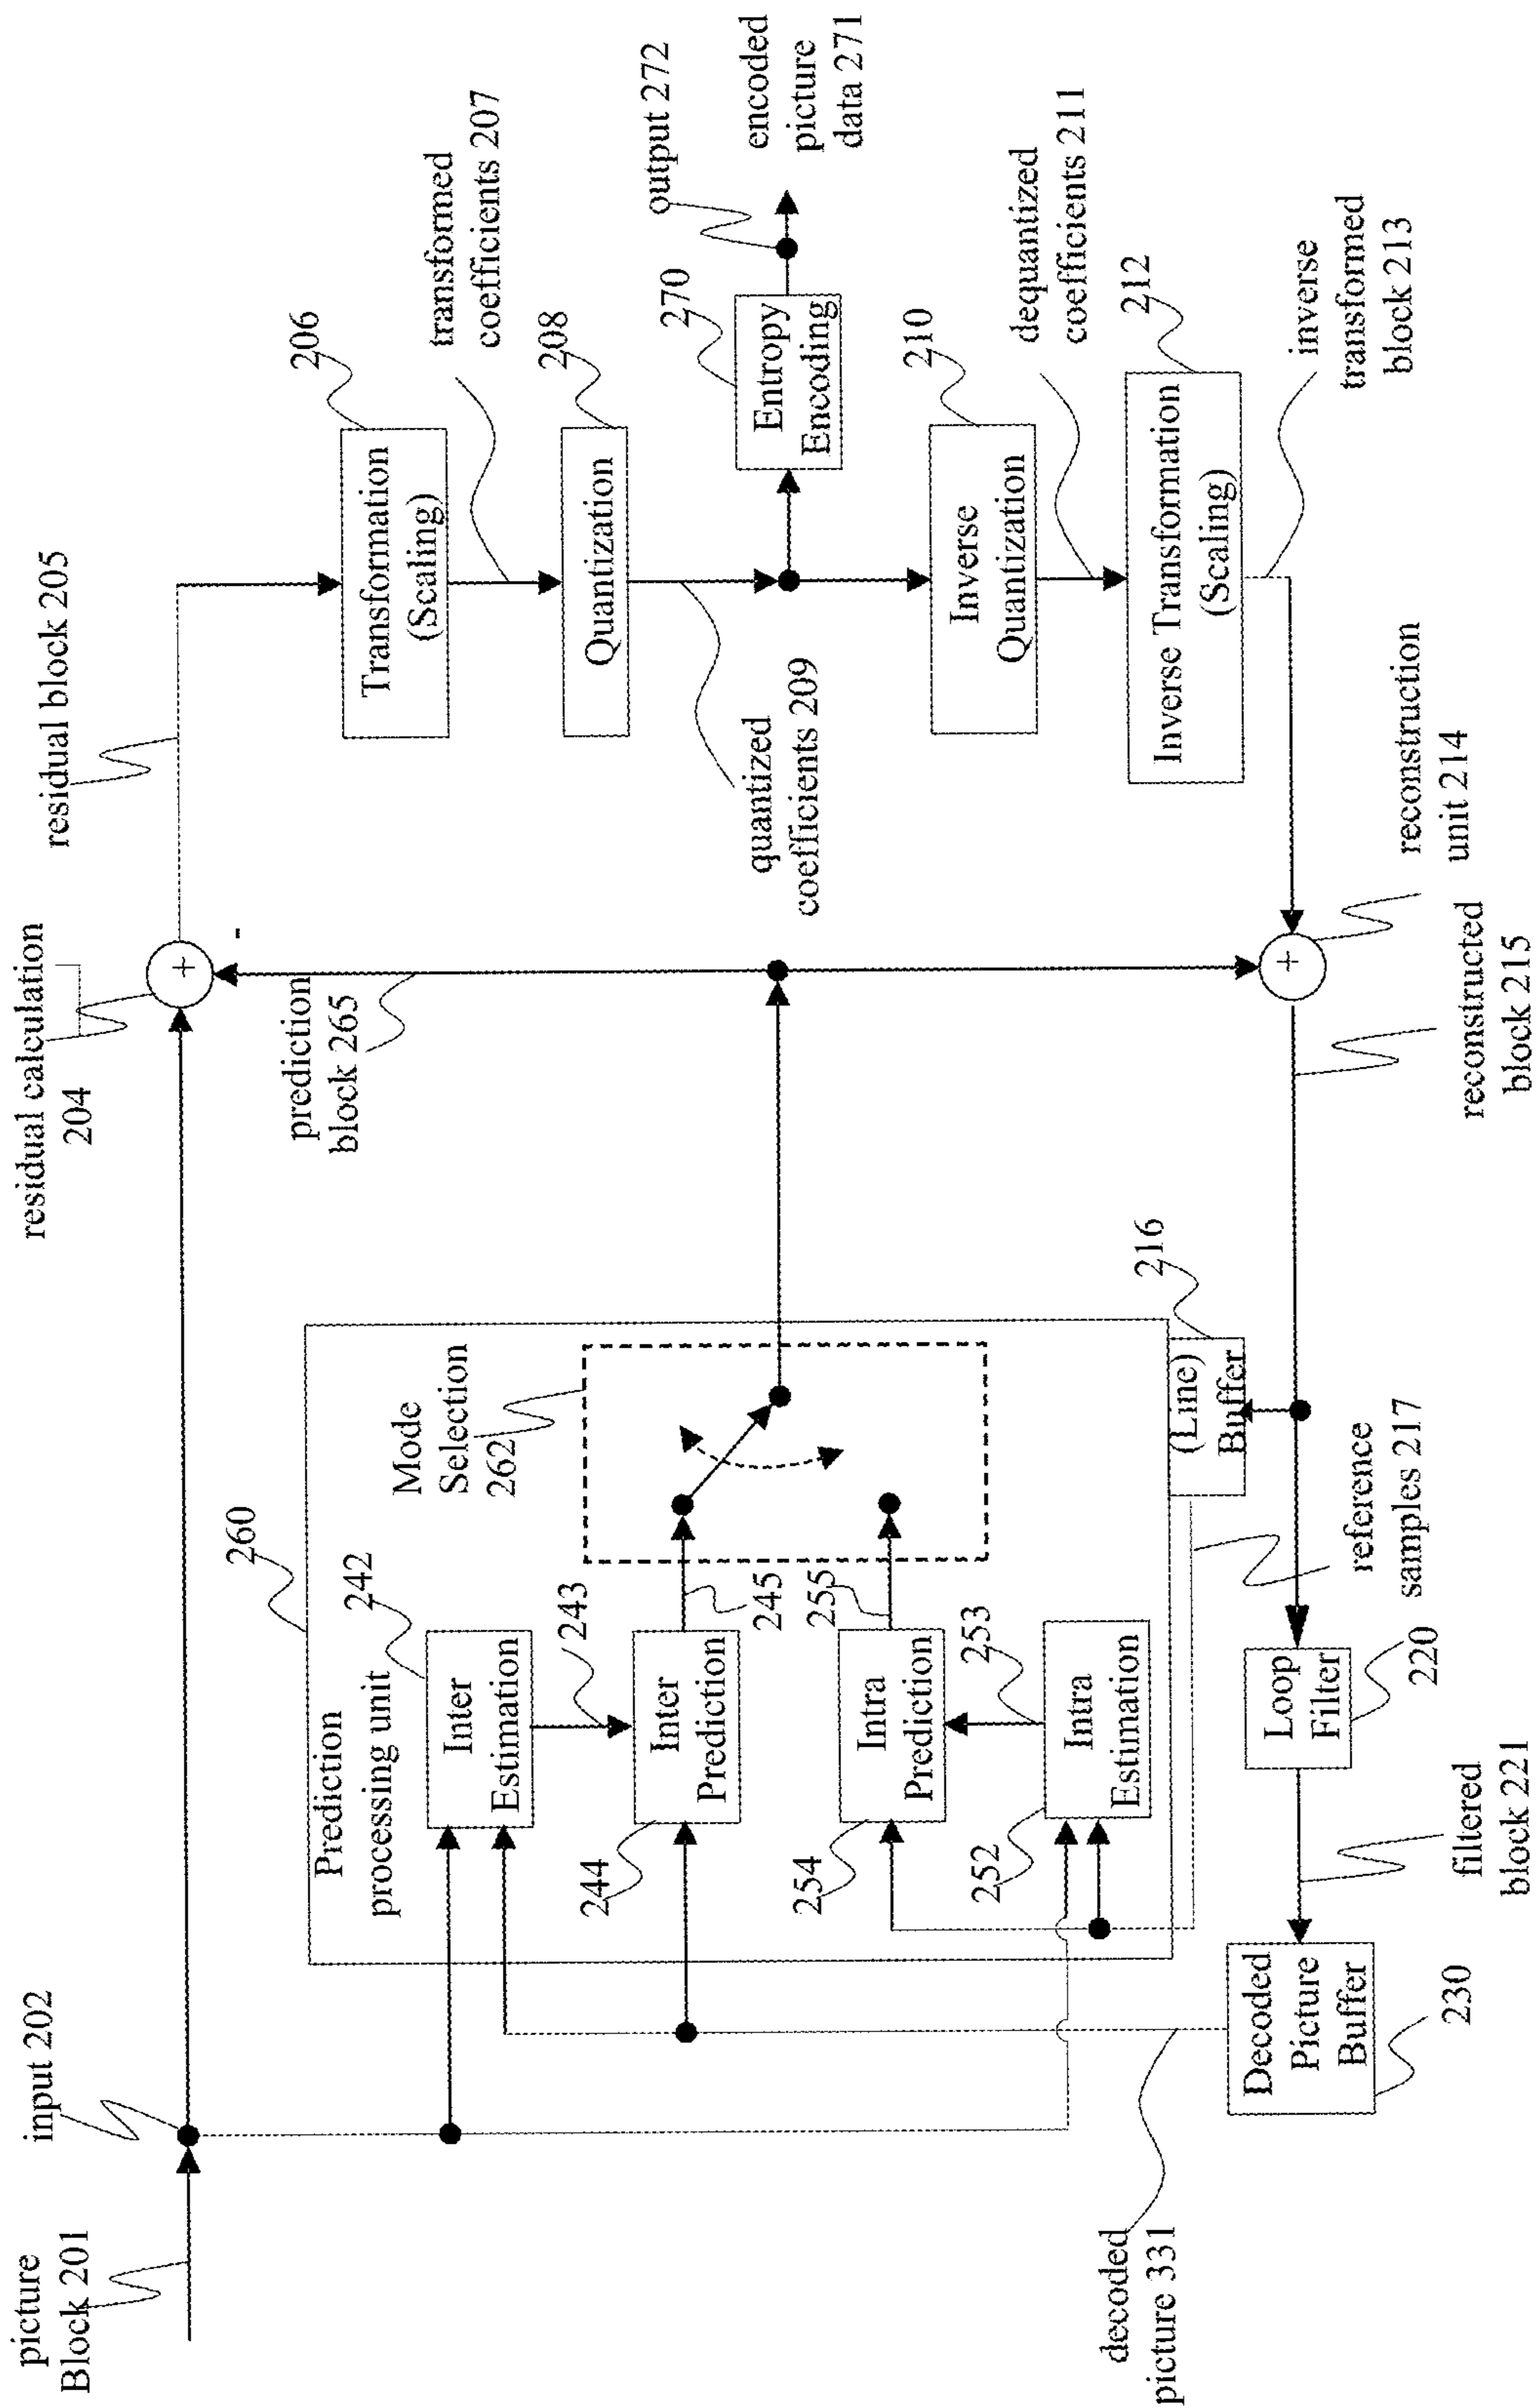 picture
Block 201
input 202
residual calculation
204
residual block 205
prediction
block 265
-
+
206
Transformation
(Scaling)
transformed
coefficients 207
208
Quantization
quantized
coefficients 209
270
Entropy
Encoding
output 272
encoded
picture
data 271
210
Inverse
Quantization
dequantized
coefficients 211
212
Inverse Transformation
(Scaling)
inverse
transformed
block 213
260
Prediction
processing unit
242
Inter
Estimation
243
244
Inter
Prediction
245
Mode
Selection
262
254
Intra
Prediction
255
253
252
Intra
Estimation
216
(Line)
Buffer
reference
samples 217
+
reconstruction
unit 214
reconstructed
block 215
Loop
Filter
220
filtered
block 221
Decoded
Picture
Buffer
230
decoded
picture 331